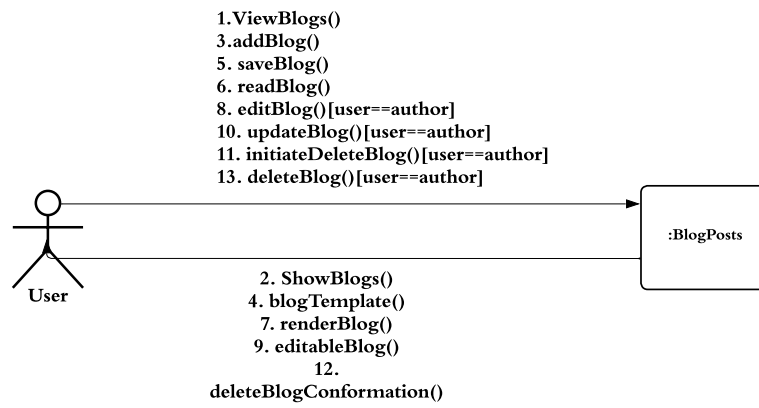 1.ViewBlogs()
3.addBlog()
5. saveBlog()
6. readBlog()
8. editBlog()[user==author]
10. updateBlog()[user==author]
11. initiateDeleteBlog()[user==author]
13. deleteBlog()[user==author]
:BlogPosts
User
2. ShowBlogs()
4. blogTemplate()
7. renderBlog()
9. editableBlog()
12.
deleteBlogConformation()